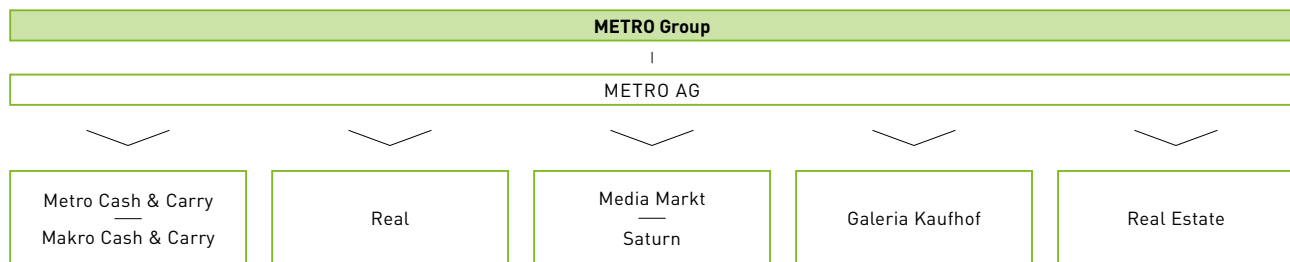 METRO Group
METRO AG
Metro Cash & Carry
Makro Cash & Carry
Real
Media Markt
Saturn
Galeria Kaufhof
Real Estate